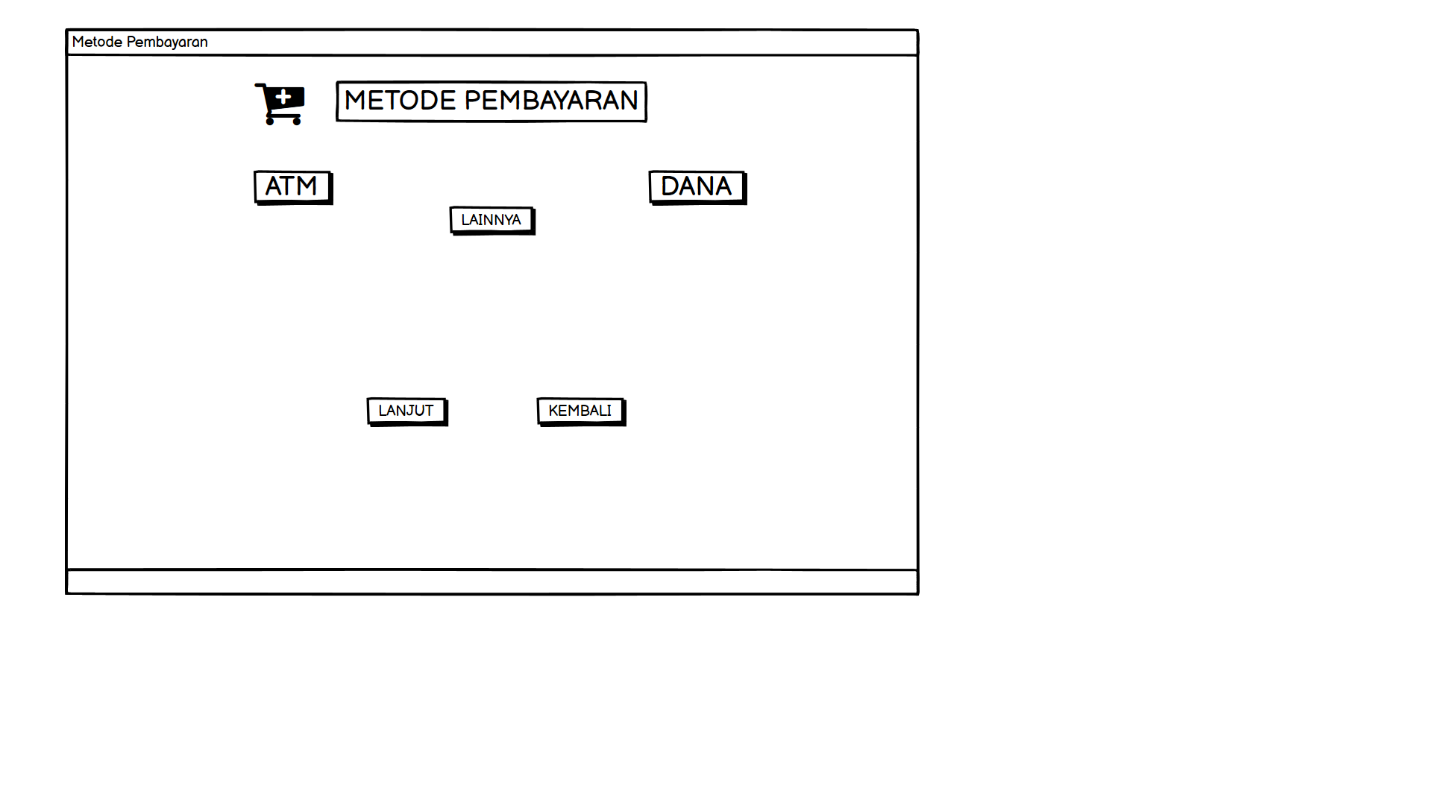 Metode Pembayaran
METODE PEMBAYARAN
ATM
DANA
LAINNYA
LANJUT
KEMBALI